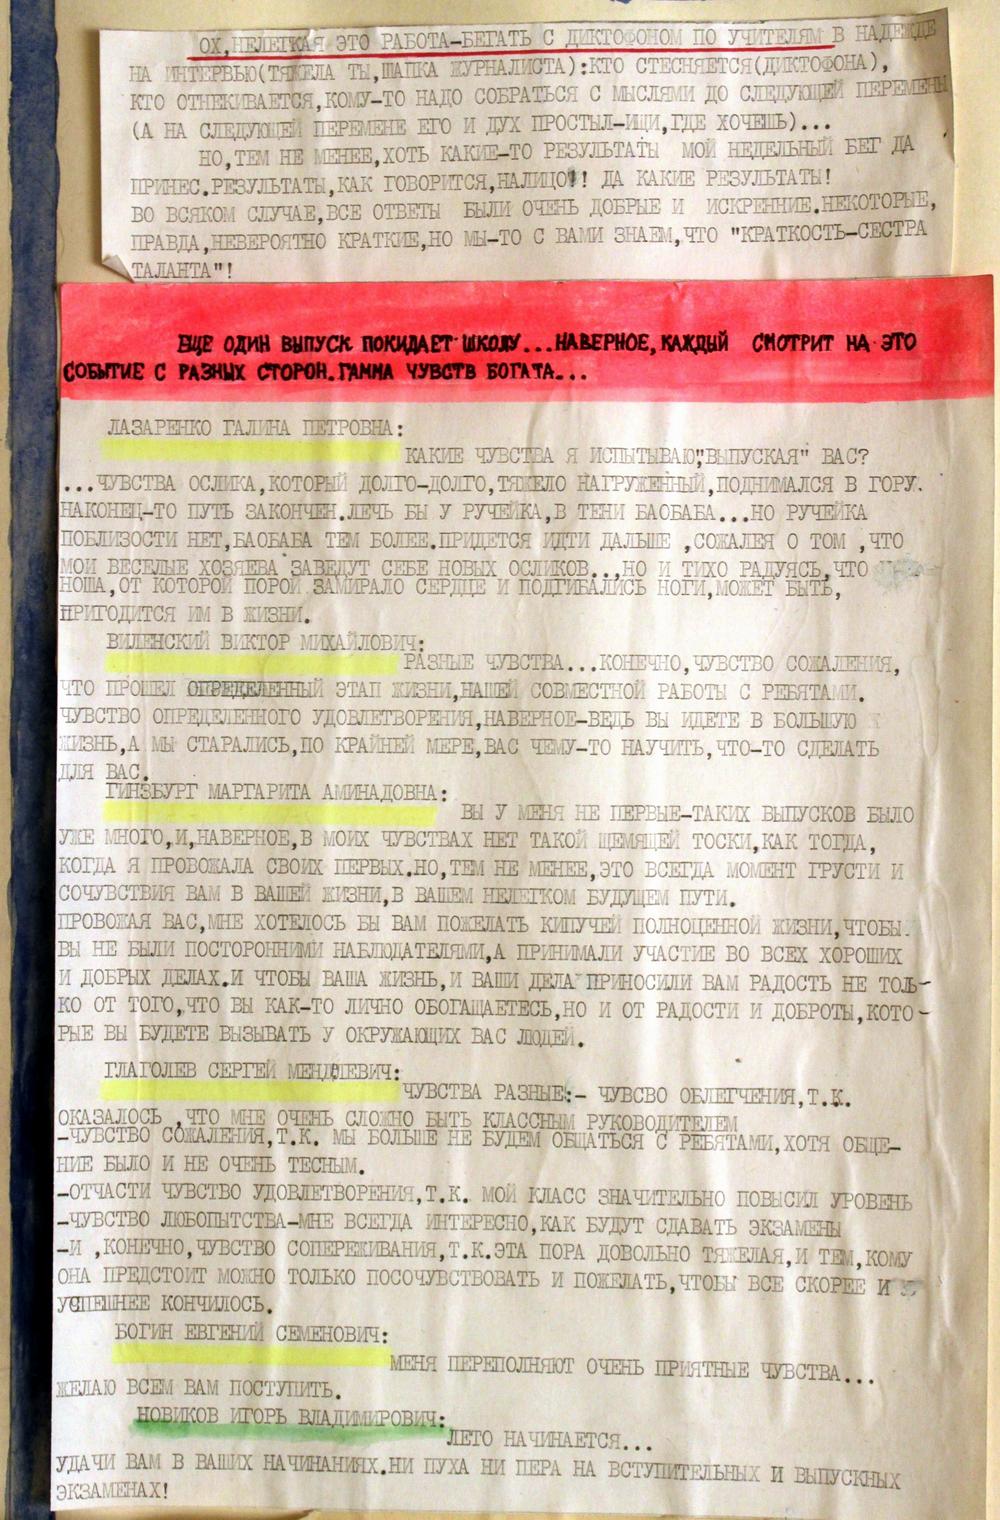 ОХ,НЕЛЕГКАЯ ЭТО РАБОТА-БЕГАТЬ С ДИКТОФОНОМ ПО УЧИТЕЛЯМ В НАДЕЖДЕ
НА ИНТЕРВЬЮ(ТЯЖЕЛА ТЫ,ШАПКА ЖУРНАЛИСТА):КТО СТЕСНЯЕТСЯ(ДИКТОФОНА),
КТО ОТНЕКИВАЕТСЯ,КОМУ-ТО НАДО СОБРАТЬСЯ С МЫСЛЯМИ ДО СЛЕДУЮЩЕЙ ПЕРЕМЕНЫ
(А НА СЛЕДУЮЩЕЙ ПЕРЕМЕНЕ ЕГО И ДУХ ПРОСТЫЛ-ИЩИ,ГДЕ ХОЧЕШЬ)...
НО,ТЕМ НЕ МЕНЕЕ,ХОТЬ КАКИЕ-ТО РЕЗУЛЬТАТЫ МОЙ НЕДЕЛЬНЫЙ БЕГ ДА
ПРИНЕС.РЕЗУЛЬТАТЫ,КАК ГОВОРИТСЯ,НАЛИЦО!! ДА КАКИЕ РЕЗУЛЬТАТЫ!
ВО ВСЯКОМ СЛУЧАЕ,ВСЕ ОТВЕТЫ БЫЛИ ОЧЕНЬ ДОБРЫЕ И ИСКРЕННИЕ.НЕКОТОРЫЕ,
ПРАВДА,НЕВЕРОЯТНО КРАТКИЕ,НО МЫ-ТО С ВАМИ ЗНАЕМ,ЧТО "КРАТКОСТЬ-СЕСТРА
ТАЛАНТА"!
ЕЩЕ ОДИН ВЫПУСК ПОКИДАЕТ ШКОЛУ...НАВЕРНОЕ,КАЖДЫЙ СМОТРИТ НА ЭТО
СОБЫТИЕ С РАЗНЫХ СТОРОН.ГАММА ЧУВСТВ БОГАТА...
ЛАЗАРЕНКО ГАЛИНА ПЕТРОВНА:
КАКИЕ ЧУВСТВА Я ИСПЫТЫВАЮ,"ВЫПУСКАЯ" ВАС?
...ЧУВСТВА ОСЛИКА,КОТОРЫЙ ДОЛГО-ДОЛГО,ТЯЖЕЛО НАГРУЖЕННЫЙ,ПОДНИМАЛСЯ В ГОРУ.
НАКОНЕЦ-ТО ПУТЬ ЗАКОНЧЕН.ЛЕЧЬ БЫ У РУЧЕЙКА,В ТЕНИ БАОБАБА...НО РУЧЕЙКА
ПОБЛИЗОСТИ НЕТ,БАОБАБА ТЕМ БОЛЕЕ.ПРИДЕТСЯ ИДТИ ДАЛЬШЕ ,СОЖАЛЕЯ О ТОМ ,ЧТО
МОИ ВЕСЕЛЫЕ ХОЗЯЕВА ЗАВЕДУТ СЕБЕ НОВЫХ ОСЛИКОВ...НО И ТИХО РАДУЯСЬ,ЧТО
НОША,ОТ КОТОРОЙ ПОРОЙ ЗАМИРАЛО СЕРДЦЕ И ПОДГИБАЛИСЬ НОГИ,МОЖЕТ БЫТЬ,
ПРИГОДИТСЯ ИМ В ЖИЗНИ.
ВИЛЕНСКИЙ ВИКТОР МИХАЙЛОВИЧ:
РАЗНЫЕ ЧУВСТВА...КОНЕЧНО,ЧУВСТВО СОЖАЛЕНИЯ,
ЧТО ПРОШЕЛ ОПРЕДЕЛЕННЫЙ ЭТАП ЖИЗНИ,НАШЕЙ СОВМЕСТНОЙ РАБОТЫ С РЕБЯТАМИ.
ЧУВСТВО ОПРЕДЕЛЕННОГО УДОВЛЕТВОРЕНИЯ,НАВЕРНОЕ-ВЕДЬ ВЫ ИДЕТЕ В БОЛЬШУЮ
ЖИЗНЬ,А МЫ СТАРАЛИСЬ,ПО КРАЙНЕЙ МЕРЕ,ВАС ЧЕМУ-ТО НАУЧИТЬ,ЧТО-ТО СДЕЛАТЬ
ДЛЯ ВАС.
ГИНЗБУРГ МАРГАРИТА АМИНАДОВНА:
ВЫ У МЕНЯ НЕ ПЕРВЫЕ-ТАКИХ ВЫПУСКОВ БЫЛО
УЖЕ МНОГО,И,НАВЕРНОЕ,В МОИХ ЧУВСТВАХ НЕТ ТАКОЙ ЩЕМЯЩЕЙ ТОСКИ,КАК ТОГДА,
КОГДА Я ПРОВОЖАЛА СВОИХ ПЕРВЫХ.НО,ТЕМ НЕ МЕНЕЕ,ЭТО ВСЕГДА МОМЕНТ ГРУСТИ И
СОЧУВСТВИЯ ВАМ В ВАШЕЙ ЖИЗНИ,В ВАШЕМ НЕЛЕГКОМ БУДУЩЕМ ПУТИ.
ПРОВОЖАЯ ВАС,МНЕ ХОТЕЛОСЬ БЫ ВАМ ПОЖЕЛАТЬ КИПУЧЕЙ ПОЛНОЦЕННОЙ ЖИЗНИ,ЧТОБЫ
ВЫ НЕ БЫЛИ ПОСТОРОННИМИ НАБЛЮДАТЕЛЯМИ,А ПРИНИМАЛИ УЧАСТИЕ ВО ВСЕХ ХОРОШИХ
И ДОБРЫХ ДЕЛАХ.И ЧТОБЫ ВАША ЖИЗНЬ,И ВАШИ ДЕЛА ПРИНОСИЛИ ВАМ РАДОСТЬ НЕ ТОЛЬ-
КО ОТ ТОГО,ЧТО ВЫ КАК-ТО ЛИЧНО ОБОГАЩАЕТЕСЬ,НО И ОТ РАДОСТИ И ДОБРОТЫ,КОТО-
РЫЕ ВЫ БУДЕТЕ ВЫЗЫВАТЬ У ОКРУЖАЮЩИХ ВАС ЛЮДЕЙ.
ГЛАГОЛЕВ СЕРГЕЙ МЕНДЕЛЕВИЧ:
ЧУВСТВА РАЗНЫЕ:- ЧУВСВО ОБЛЕГЧЕНИЯ,Т.К.
ОКАЗАЛОСЬ ,ЧТО МНЕ ОЧЕНЬ СЛОЖНО БЫТЬ КЛАССНЫМ РУКОВОДИТЕЛЕМ
-ЧУВСТВО СОЖАЛЕНИЯ,Т.К. МЫ БОЛЬШЕ НЕ БУДЕМ ОБЩАТЬСЯ С РЕБЯТАМИ,ХОТЯ ОБЩЕ-
НИЕ БЫЛО И НЕ ОЧЕНЬ ТЕСНЫМ.
-ОТЧАСТИ ЧУВСТВО УДОВЛЕТВОРЕНИЯ,Т.К. МОЙ КЛАСС ЗНАЧИТЕЛЬНО ПОВЫСИЛ УРОВЕНЬ
-ЧУВСТВО ЛЮБОПЫТСТВА-МНЕ ВСЕГДА ИНТЕРЕСНО,КАК БУДУТ СДАВАТЬ ЭКЗАМЕНЫ
-И ,КОНЕЧНО,ЧУВСТВО СОПЕРЕЖИВАНИЯ,Т.К.ЭТА ПОРА ДОВОЛЬНО ТЯЖЕЛАЯ,И ТЕМ,КОМУ
ОНА ПРЕДСТОИТ МОЖНО ТОЛЬКО ПОСОЧУВСТВОВАТЬ И ПОЖЕЛАТЬ,ЧТОБЫ ВСЕ СКОРЕЕ И
УСПЕШНЕЕ КОНЧИЛОСЬ.
БОГИН ЕВГЕНИЙ СЕМЕНОВИЧ:
МЕНЯ ПЕРЕПОЛНЯЮТ ОЧЕНЬ ПРИЯТНЫЕ ЧУВСТВА...
ЖЕЛАЮ ВСЕМ ВАМ ПОСТУПИТЬ.
НОВИКОВ ИГОРЬ ВЛАДИМИРОВИЧ:
ЛЕТО НАЧИНАЕТСЯ...
УДАЧИ ВАМ В ВАШИХ НАЧИНАНИЯХ.НИ ПУХА НИ ПЕРА НА ВСТУПИТЕЛЬНЫХ И ВЫПУСКНЫХ
ЭКЗАМЕНАХ!